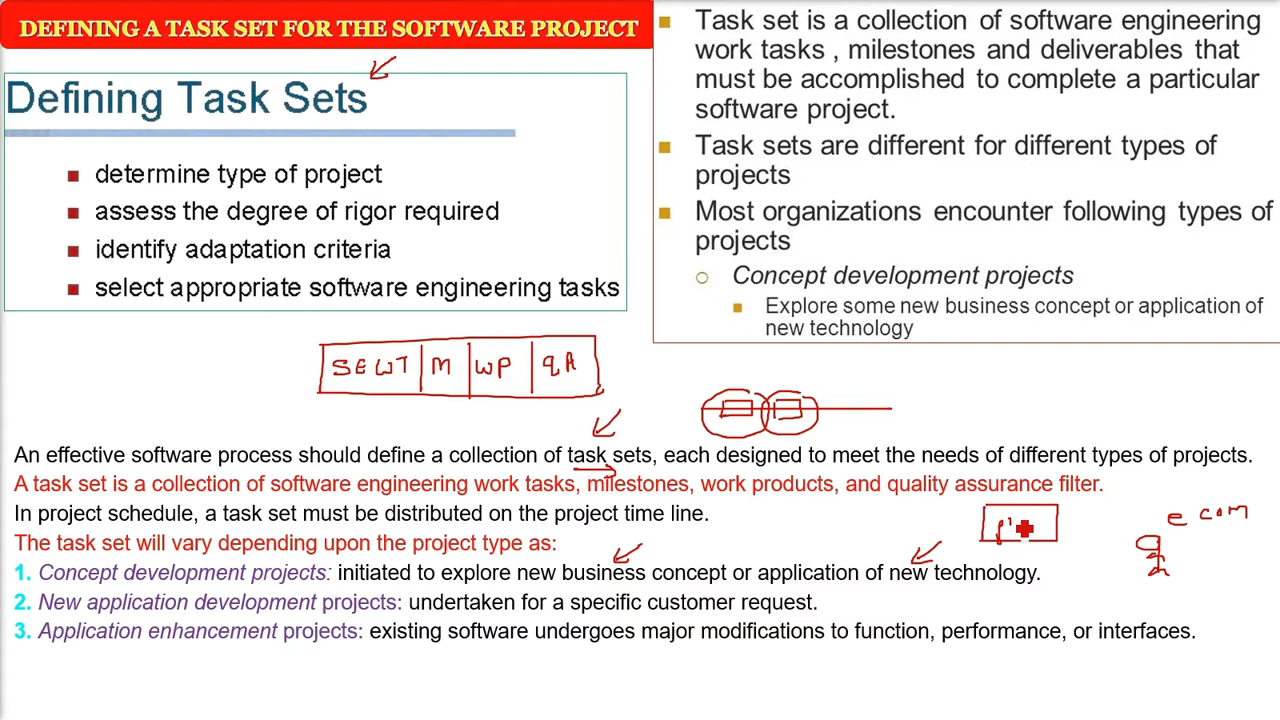 DEFINING A TASK SET FOR THE SOFTWARE PROJECT
Defining Task Sets
determine type of project
assess the degree of rigor required
identify adaptation criteria
select appropriate software engineering tasks
Task set is a collection of software engineering
work tasks , milestones and deliverables that
must be accomplished to complete a particular
software project.
Task sets are different for different types of
projects
Most organizations encounter following types of
projects
Concept development projects
Explore some new business concept or application of
new technology
SEWT M WP QA
An effective software process should define a collection of task sets, each designed to meet the needs of different types of projects.
A task set is a collection of software engineering work tasks, milestones, work products, and quality assurance filter.
In project schedule, a task set must be distributed on the project time line.
e com
The task set will vary depending upon the project type as:
1. Concept development projects: initiated to explore new business concept or application of new technology.
2. New application development projects: undertaken for a specific customer request.
3. Application enhancement projects: existing software undergoes major modifications to function, performance, or interfaces.